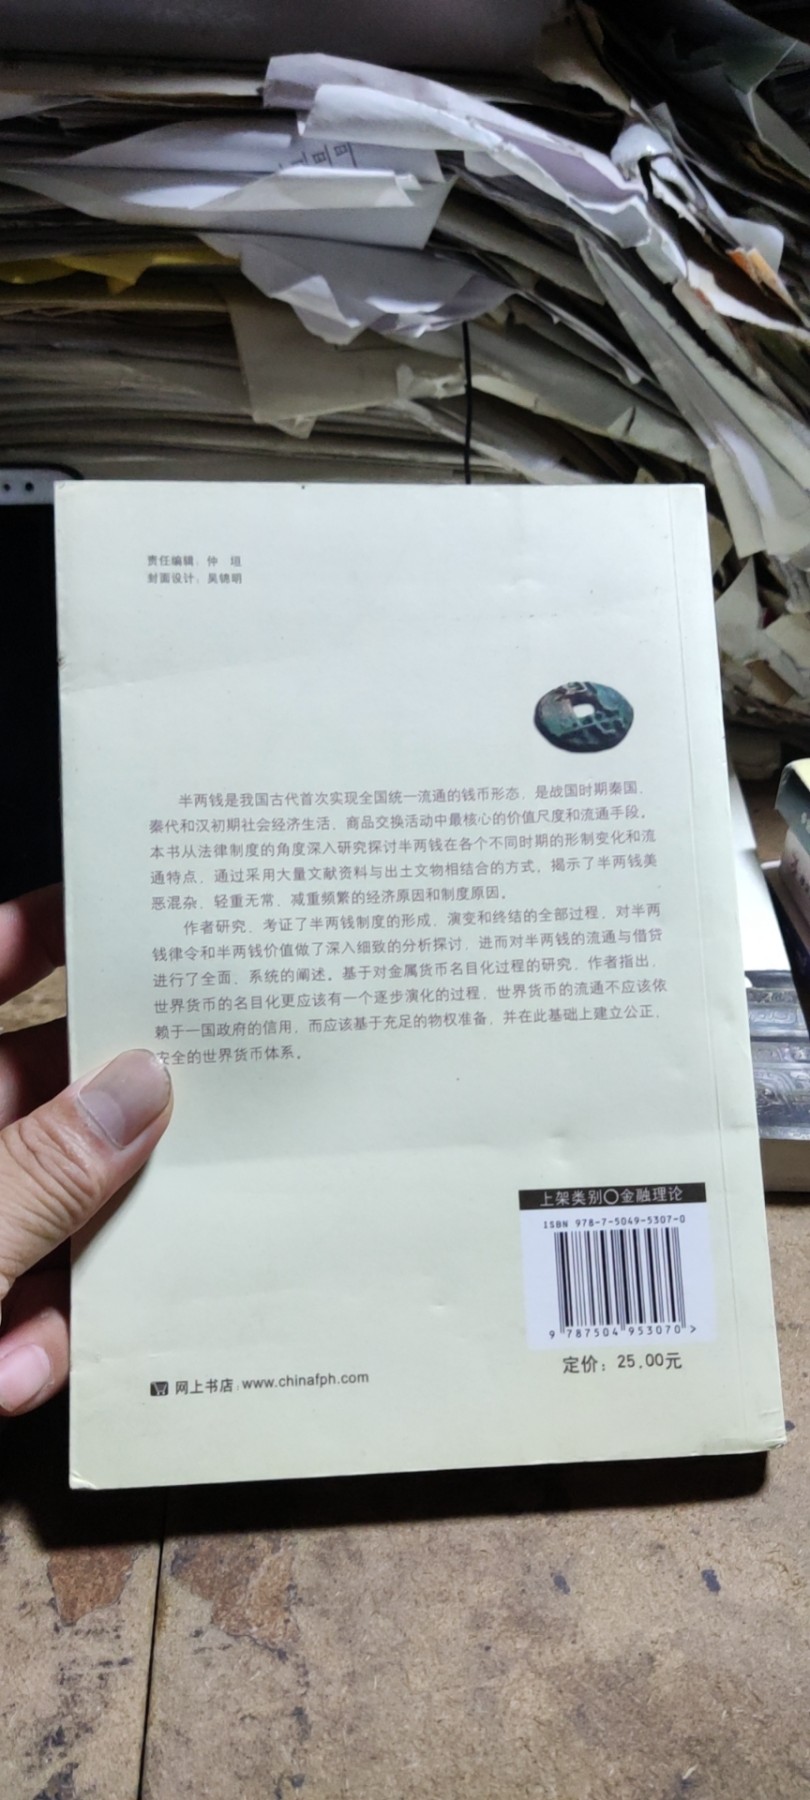 责任编辑：仲 垣
封面设计：吴锦明
半两钱是我国古代首次实现全国统一流通的钱币形态，是战国时期秦国、
秦代和汉初期社会经济生活、商品交换活动中最核心的价值尺度和流通手段。
本书从法律制度的角度深入研究探讨半两钱在各个不同时期的形制变化和流
通特点，通过采用大量文献资料与出土文物相结合的方式，揭示了半两钱美
恶混杂、轻重无常、减重频繁的经济原因和制度原因。
作者研究、考证了半两钱制度的形成、演变和终结的全部过程，对半两
钱律令和半两钱价值做了深入细致的分析探讨，进而对半两钱的流通与借贷
进行了全面、系统的阐述。基于对金属货币名目化过程的研究，作者指出，
世界货币的名目化更应该有一个逐步演化的过程，世界货币的流通不应该依
赖于一国政府的信用，而应该基于充足的物权准备，并在此基础上建立公正、
安全的世界货币体系。
上架类别○金融理论
ISBN 978-7-5049-5307-0
9 787504 953070 >
定价：25.00元
网上书店：www.chinafph.com